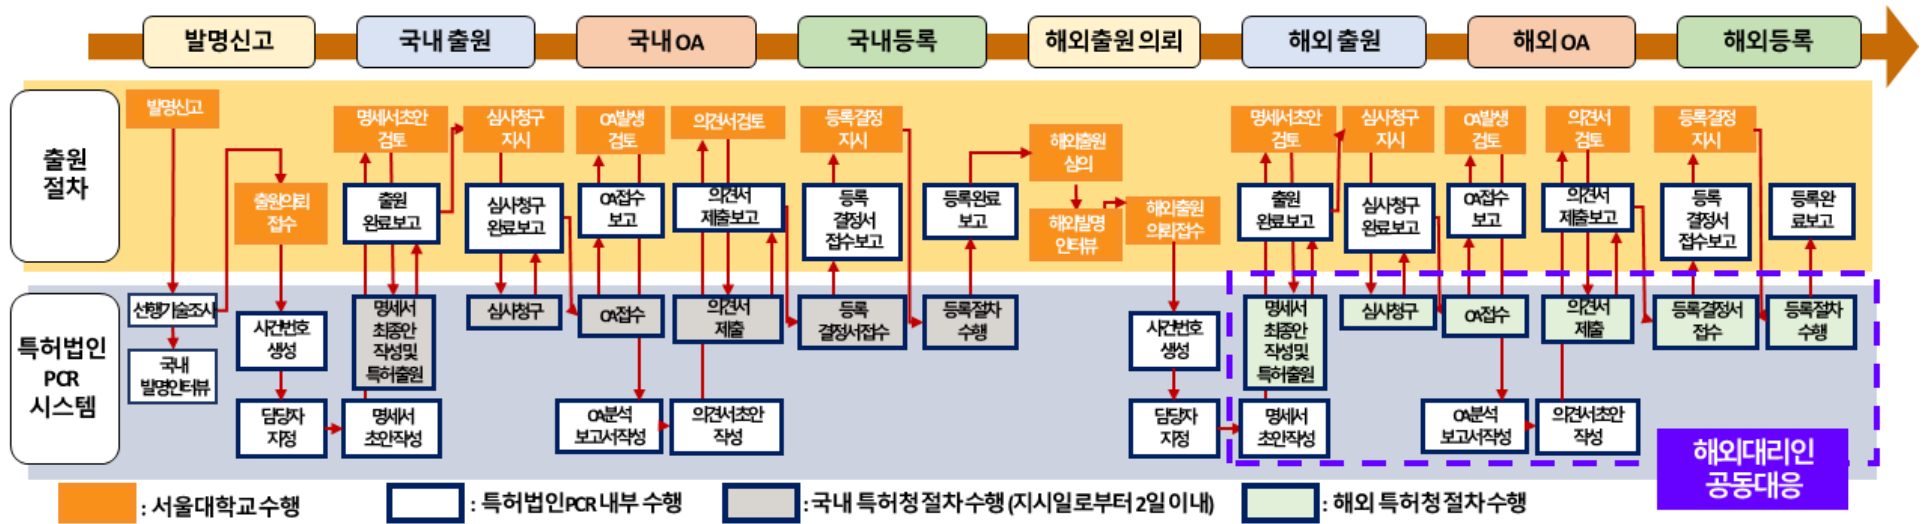 발명신고
국내 출원
국내 OA
국내등록
해외출원 의뢰
해외 출원
해외 OA
해외등록
출원
절차
발명신고
출원의뢰
접수
명세서초안
검토
출원
완료보고
심사청구
지시
심사청구
완료보고
OA발생
검토
OA접수
보고
의견서검토
의견서
제출보고
등록결정
지시
등록
결정서
접수보고
등록완료
보고
해외출원
심의
해외발명
인터뷰
해외출원
의뢰접수
명세서초안
검토
출원
완료보고
심사청구
지시
심사청구
완료보고
OA발생
검토
OA접수
보고
의견서
검토
의견서
제출보고
등록결정
지시
등록
결정서
접수보고
등록완
료보고
특허법인
PCR
시스템
선행기술조사
국내
발명인터뷰
사건번호
생성
담당자
지정
명세서
최종안
작성및
특허출원
명세서
초안작성
심사청구
OA접수
OA분석
보고서작성
의견서
제출
의견서초안
작성
등록
결정서접수
등록절차
수행
사건번호
생성
담당자
지정
명세서
최종안
작성및
특허출원
명세서
초안작성
심사청구
OA접수
OA분석
보고서작성
의견서
제출
의견서초안
작성
등록결정서
접수
등록절차
수행
해외대리인
공동대응
: 서울대학교 수행
: 특허법인PCR 내부 수행
: 국내 특허청 절차 수행 (지시일로부터 2일 이내)
: 해외 특허청 절차 수행